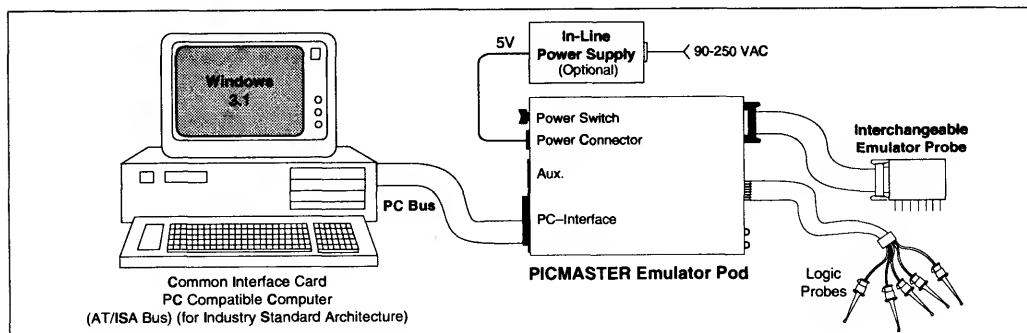 Windows
3.1
5V
In-Line
Power Supply
(Optional)
90-250 VAC
Power Switch
Power Connector
Aux.
PC–Interface
PC Bus
PICMASTER Emulator Pod
Interchangeable
Emulator Probe
Logic
Probes
Common Interface Card
PC Compatible Computer
(AT/ISA Bus) (for Industry Standard Architecture)